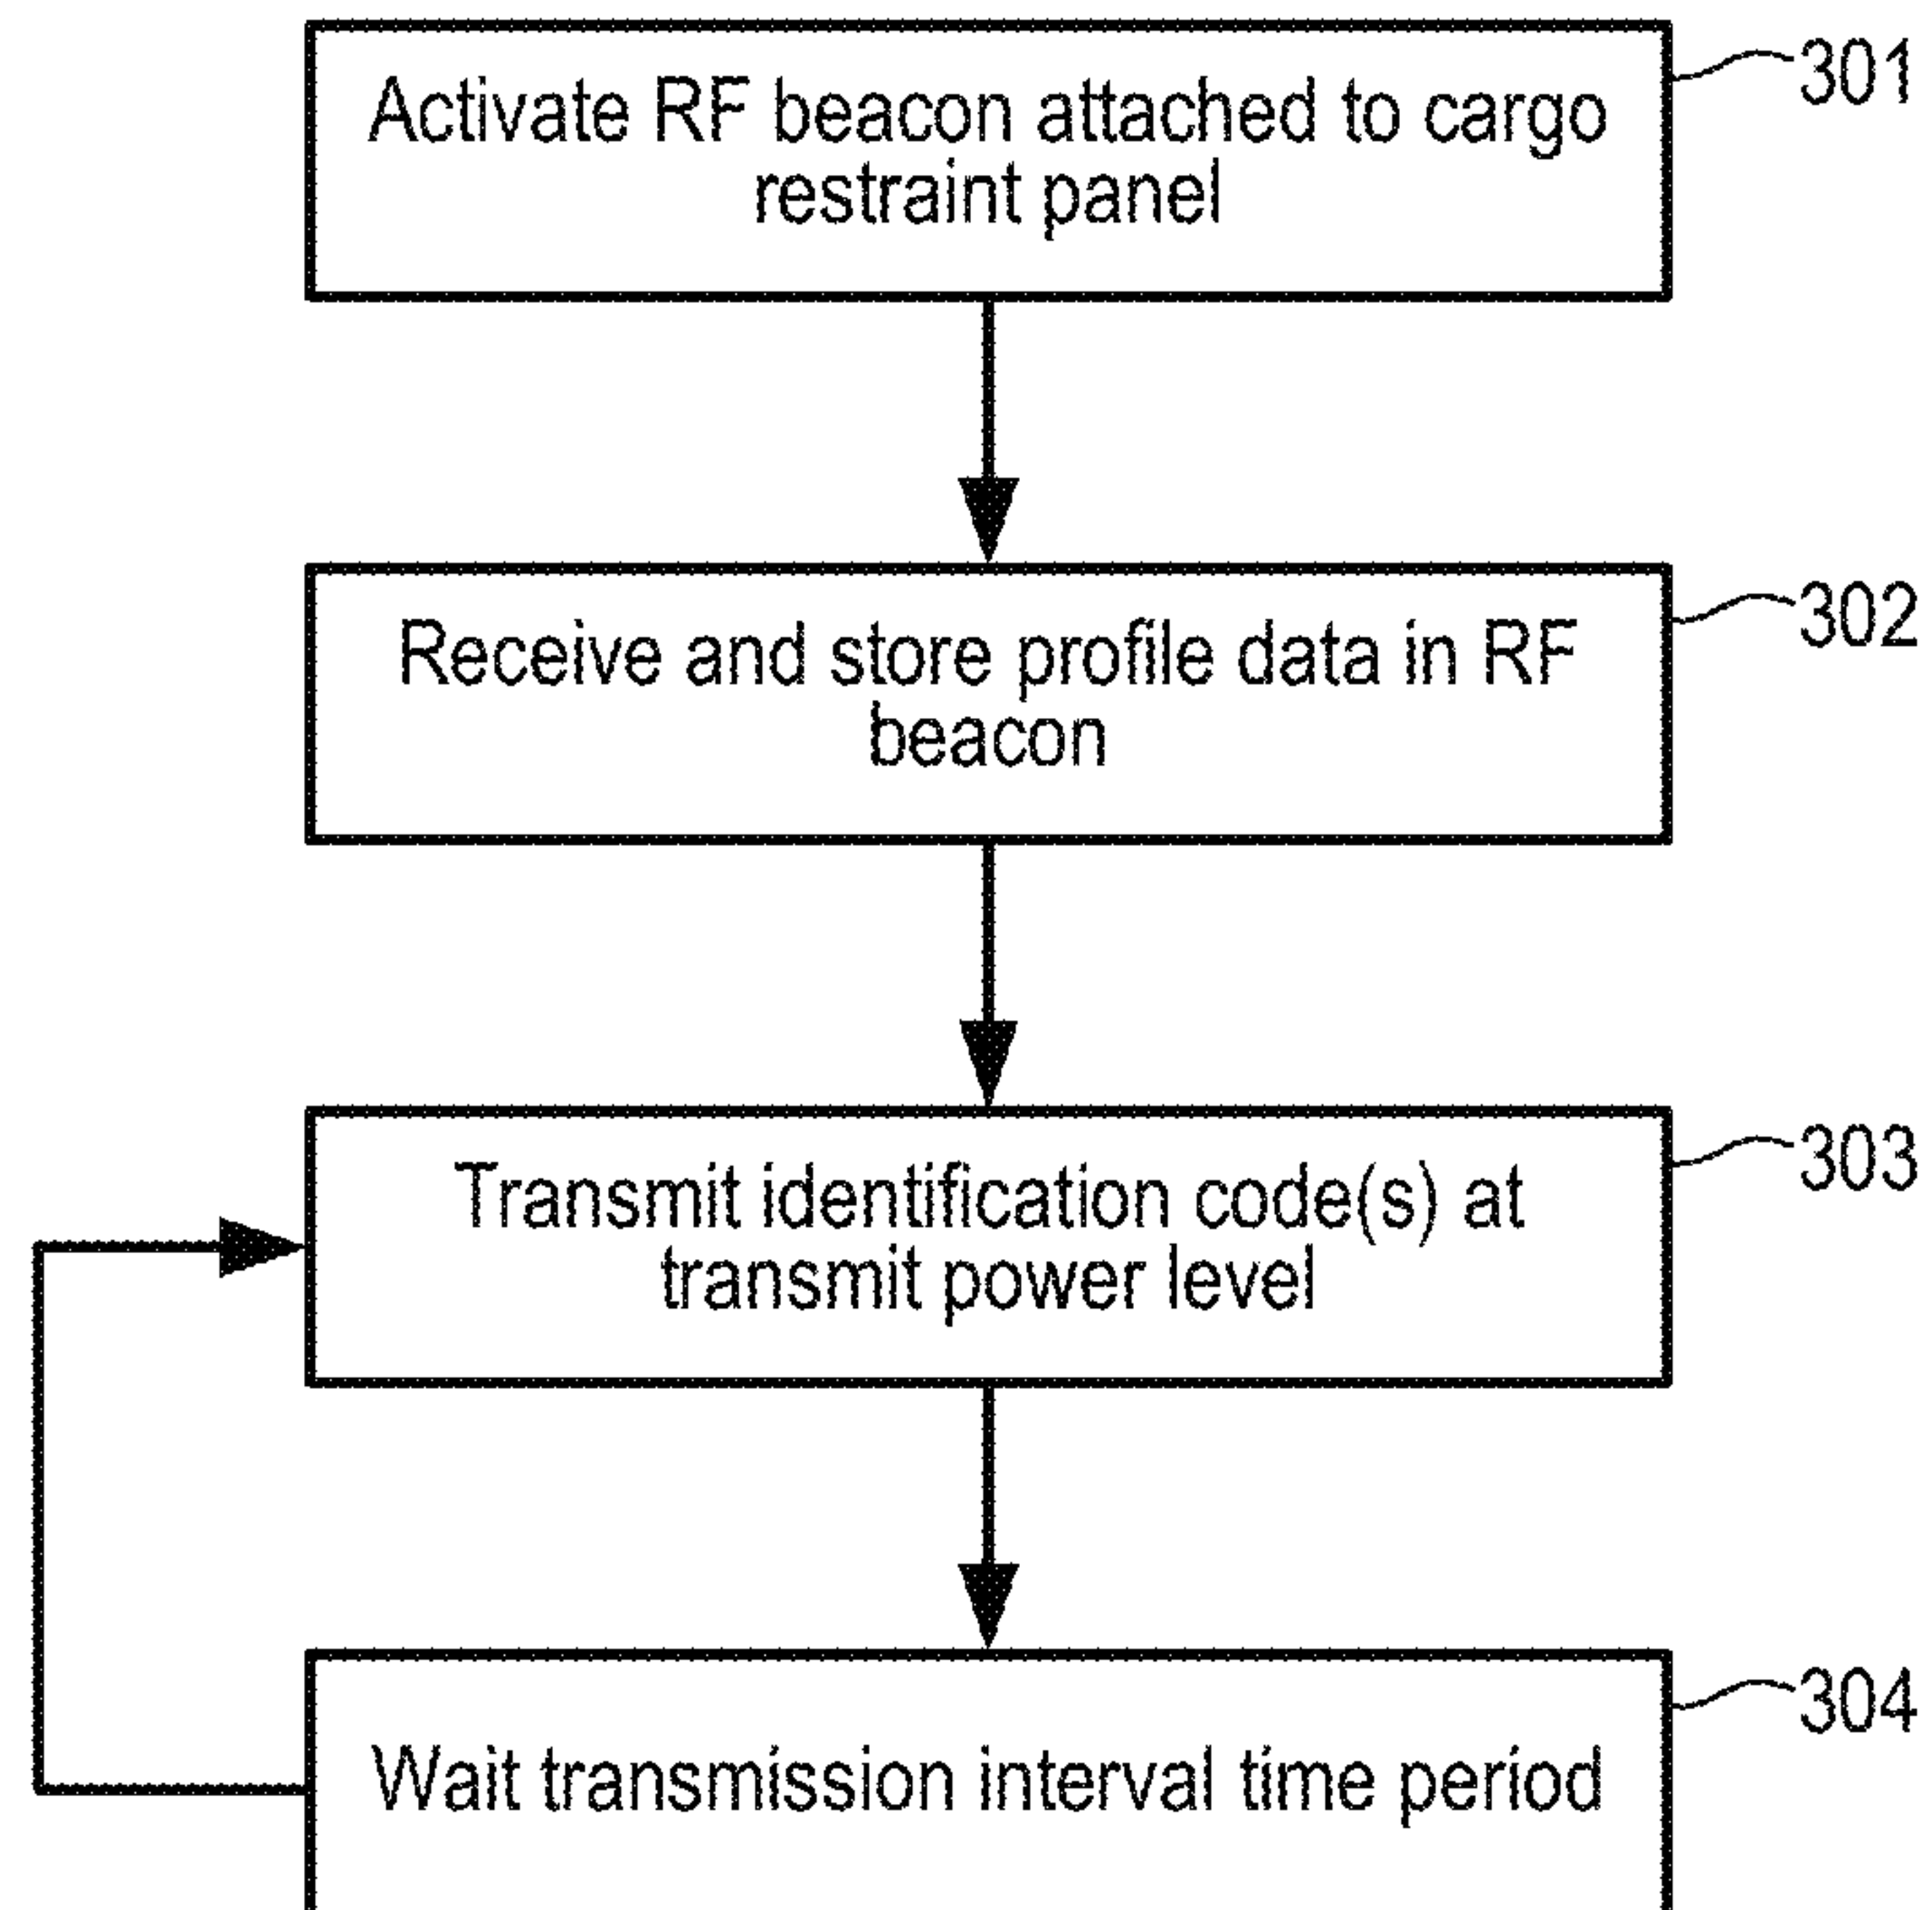 Activate RF beacon attached to cargo
restraint panel
301
Receive and store profile data in RF
beacon
302
Transmit identification code(s) at
transmit power level
303
Wait transmission interval time period
304